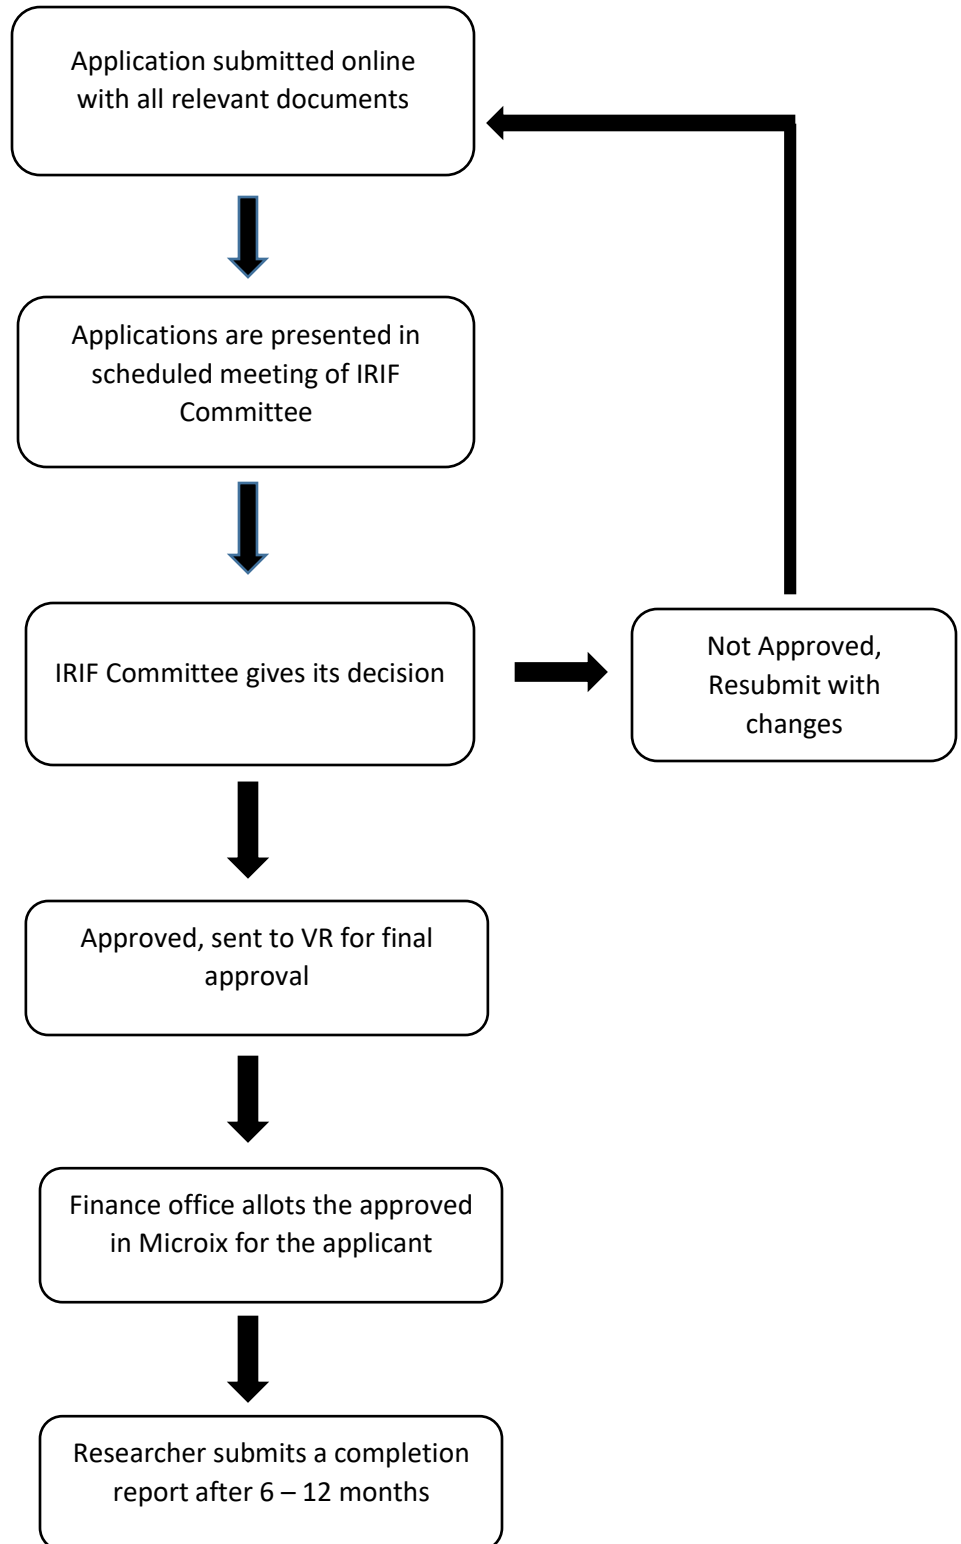 Application submitted online
with all relevant documents
Applications are presented in
scheduled meeting of IRIF
Committee
IRIF Committee gives its decision
Not Approved,
Resubmit with
changes
Approved, sent to VR for final
approval
Finance office allots the approved
in Microix for the applicant
Researcher submits a completion
report after 6 – 12 months